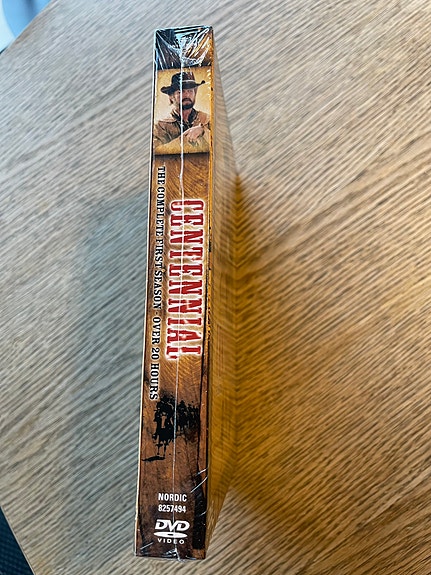 CENTENNIAL
THE COMPLETE FIRST SEASON - OVER 20 HOURS
NORDIC
8257494
DVD
VIDEO